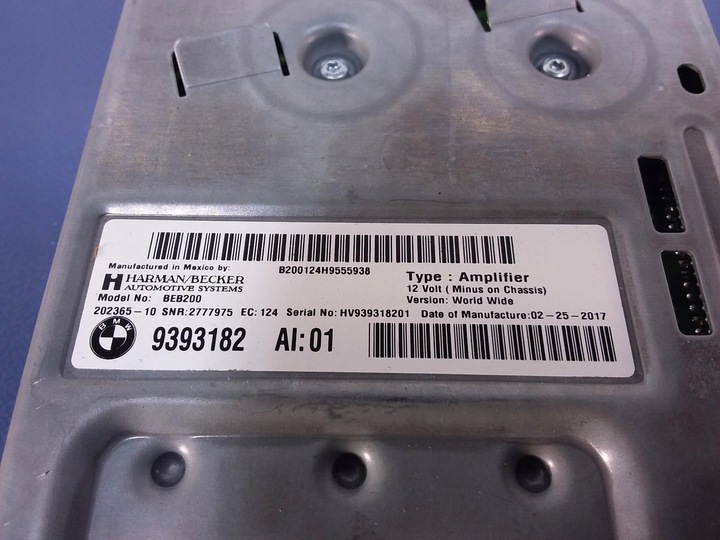 B200124H9555938
Manufactured in Mexico by:
HARMAN/BECKER
AUTOMOTIVE SYSTEMS
Type : Amplifier
12 Volt ( Minus on Chassis)
Model No: BEB200
Version: World Wide
202365-10 SNR:2777975 EC: 124 Serial No: HV939318201 Date of Manufacture:02-25-2017
BMW 9393182 AI:01